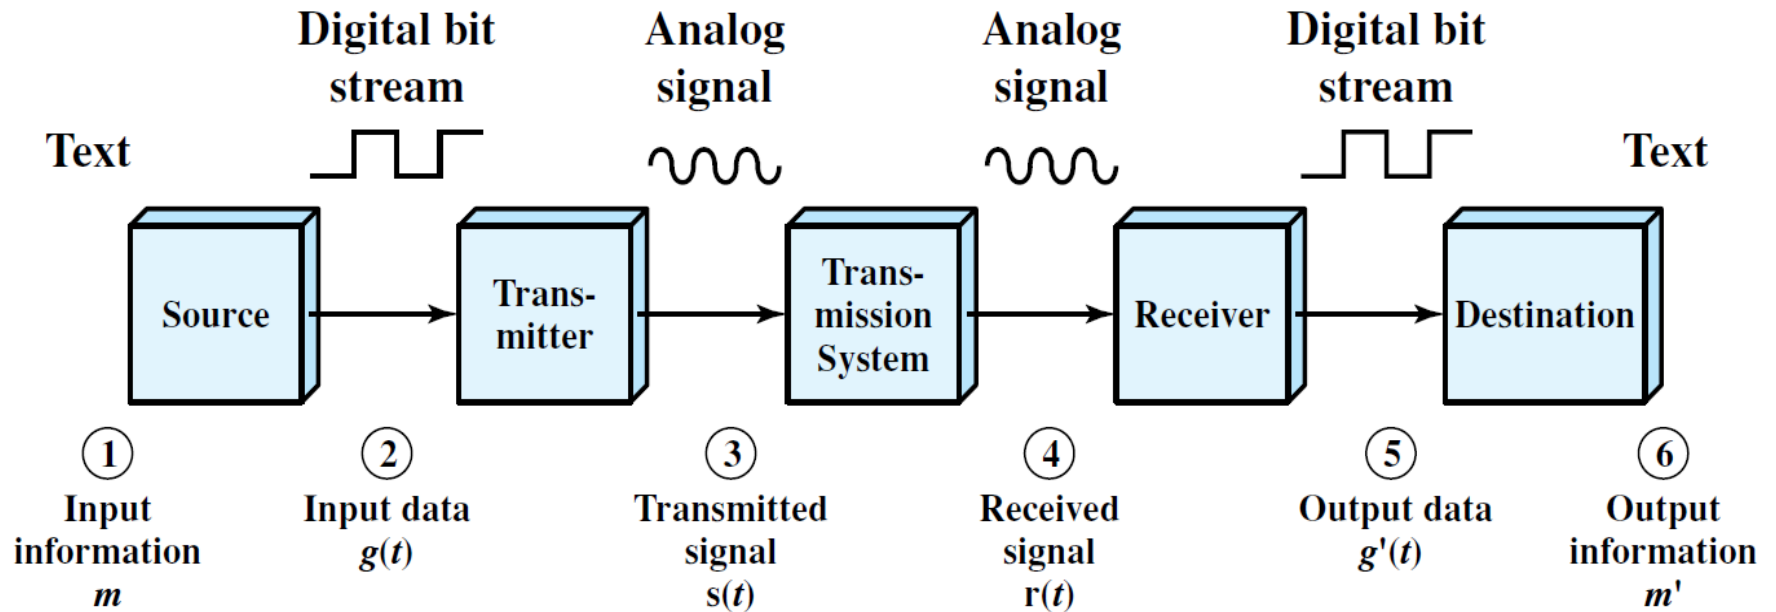 Digital bit
stream
Analog
signal
Analog
signal
Digital bit
stream
Text
Text
Source
Trans-
mitter
Trans-
mission
System
Receiver
Destination
1
Input
information
m
2
Input data
g(t)
3
Transmitted
signal
s(t)
4
Received
signal
r(t)
5
Output data
g'(t)
6
Output
information
m'